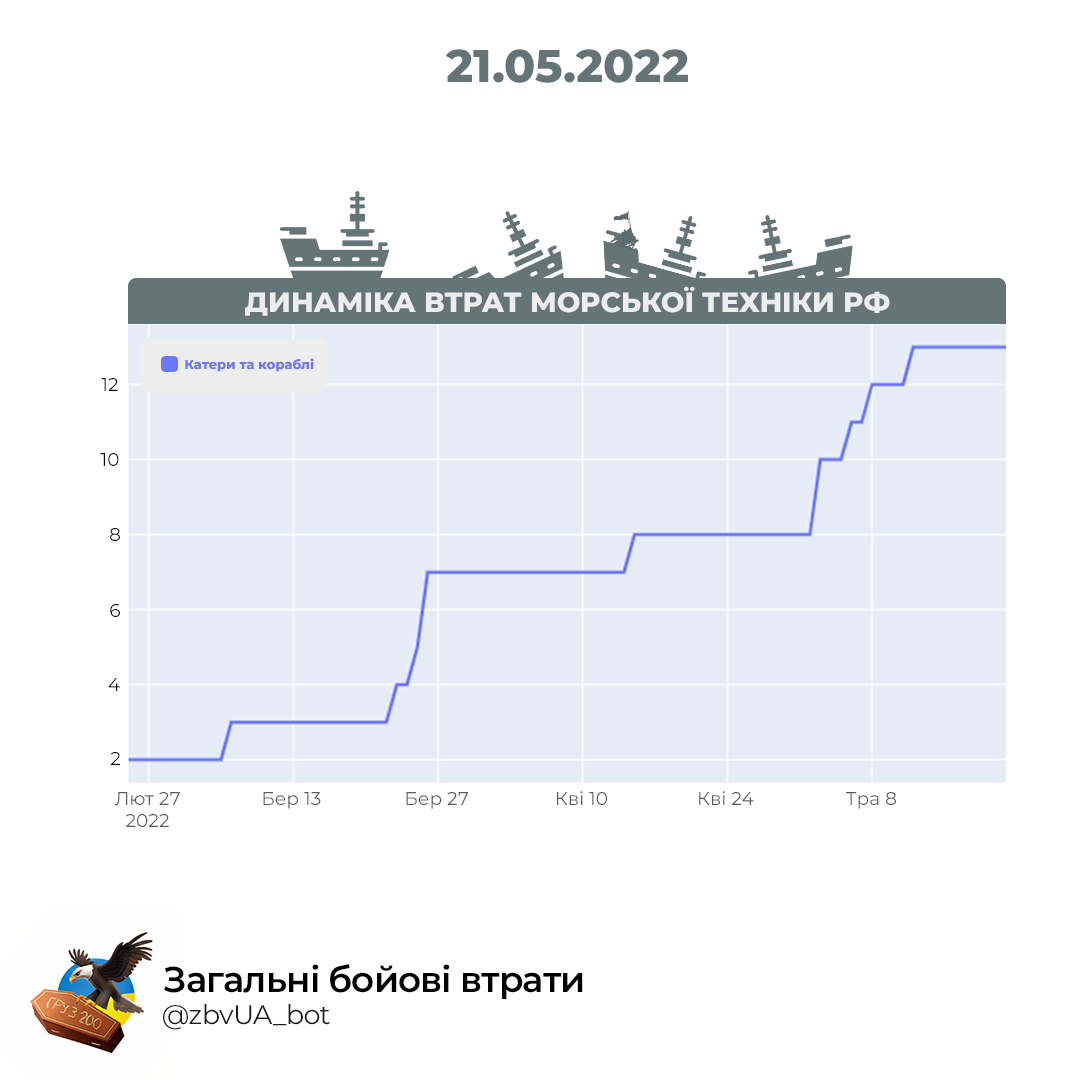 21.05.2022
ДИНАМІКА ВТРАТ МОРСЬКОЇ ТЕХНІКИ РФ
Катери та кораблі
12
10
8
6
4
2
Лют 27 Бер 13 Бер 27 Кві 10 Кві 24 Тра 8
2022
ГРУЗ 200
Загальні бойові втрати
@zbvUA_bot